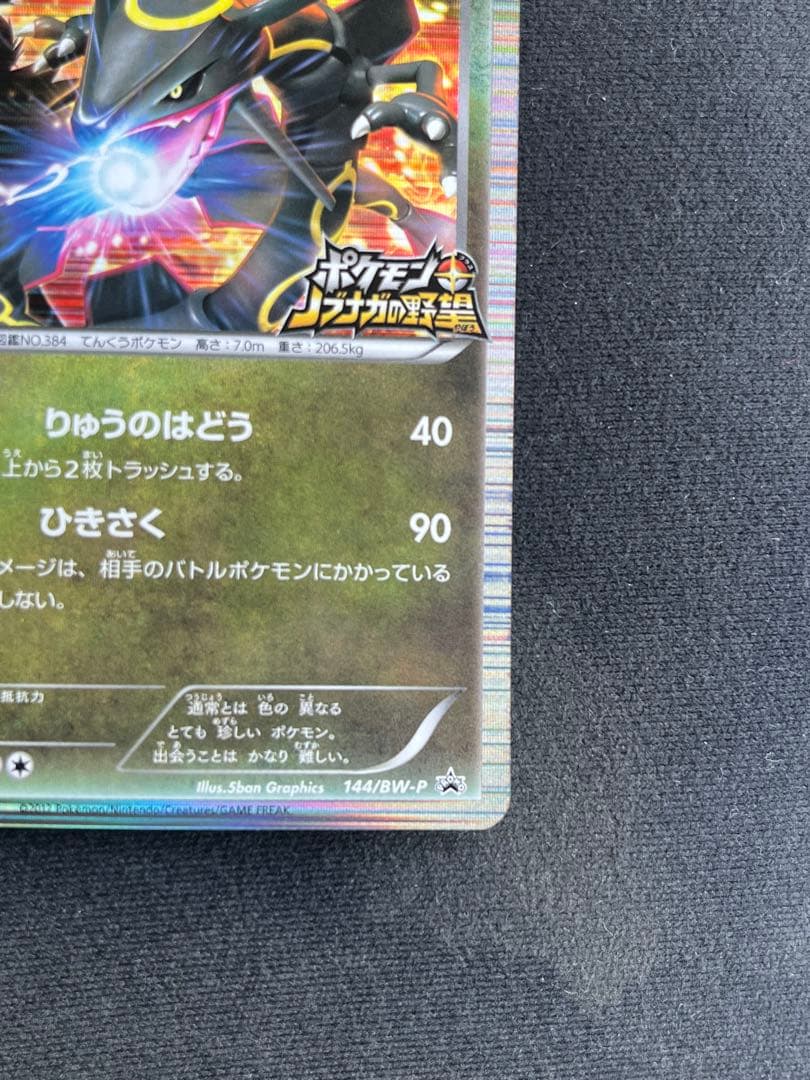 ポケモン+
ノブナガの野望
図鑑NO.384 てんくうポケモン 高さ:7.0m 重さ:206.5kg
りゅうのはどう 40
上から2枚トラッシュする。
ひきさく 90
メージは、相手のバトルポケモンにかかっている
しない。
抵抗力
通常とは 色の 異なる
とても 珍しい ポケモン。
出会うことは かなり 難しい。
Illus.5ban Graphics 144/BW-P
©2012 Pokémon/Nintendo/Creatures/GAME FREAK